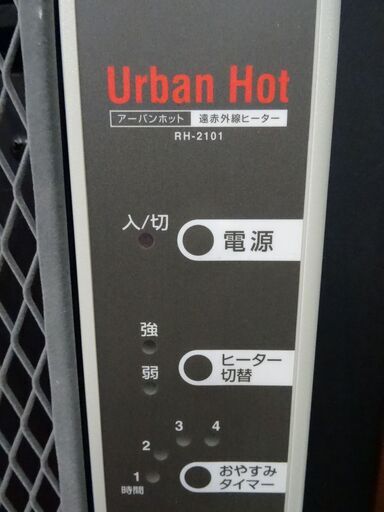 Urban Hot
アーバンホット 遠赤外線ヒーター
RH-2101
入/切
電源
強
弱
ヒーター
切替
3 4
2
1
時間
おやすみ
タイマー